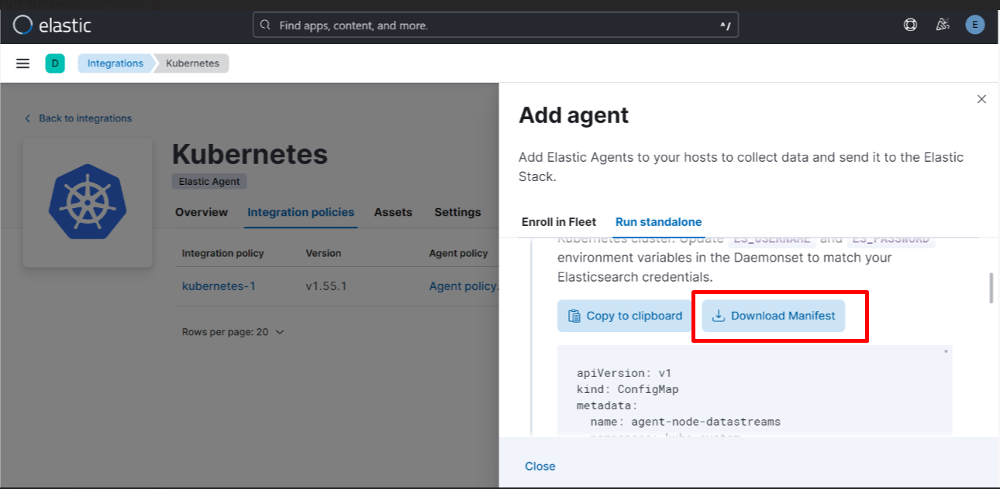 elastic
Find apps, content, and more.
^/
E
D
Integrations
Kubernetes
Back to integrations
Kubernetes
Elastic Agent
Overview
Integration policies
Assets
Settings
Integration policy
Version
Agent policy
kubernetes-1
v1.55.1
Agent policy.
Rows per page: 20
Add agent
Add Elastic Agents to your hosts to collect data and send it to the Elastic
Stack.
Enroll in Fleet
Run standalone
Kubernetes cluster. Update ES_USERNAME and ES_PASSWORD
environment variables in the Daemonset to match your
Elasticsearch credentials.
Copy to clipboard
Download Manifest
apiVersion: v1
kind: ConfigMap
metadata:
name: agent-node-datastreams
namespace: kube-system
Close